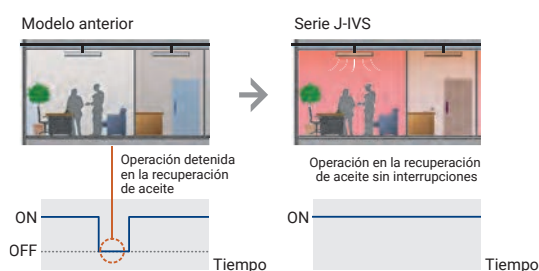 Modelo anterior
Serie J-IVS
Operación detenida
en la recuperación
de aceite
Operación en la recuperación
de aceite sin interrupciones
ON
OFF
Tiempo
ON
Tiempo